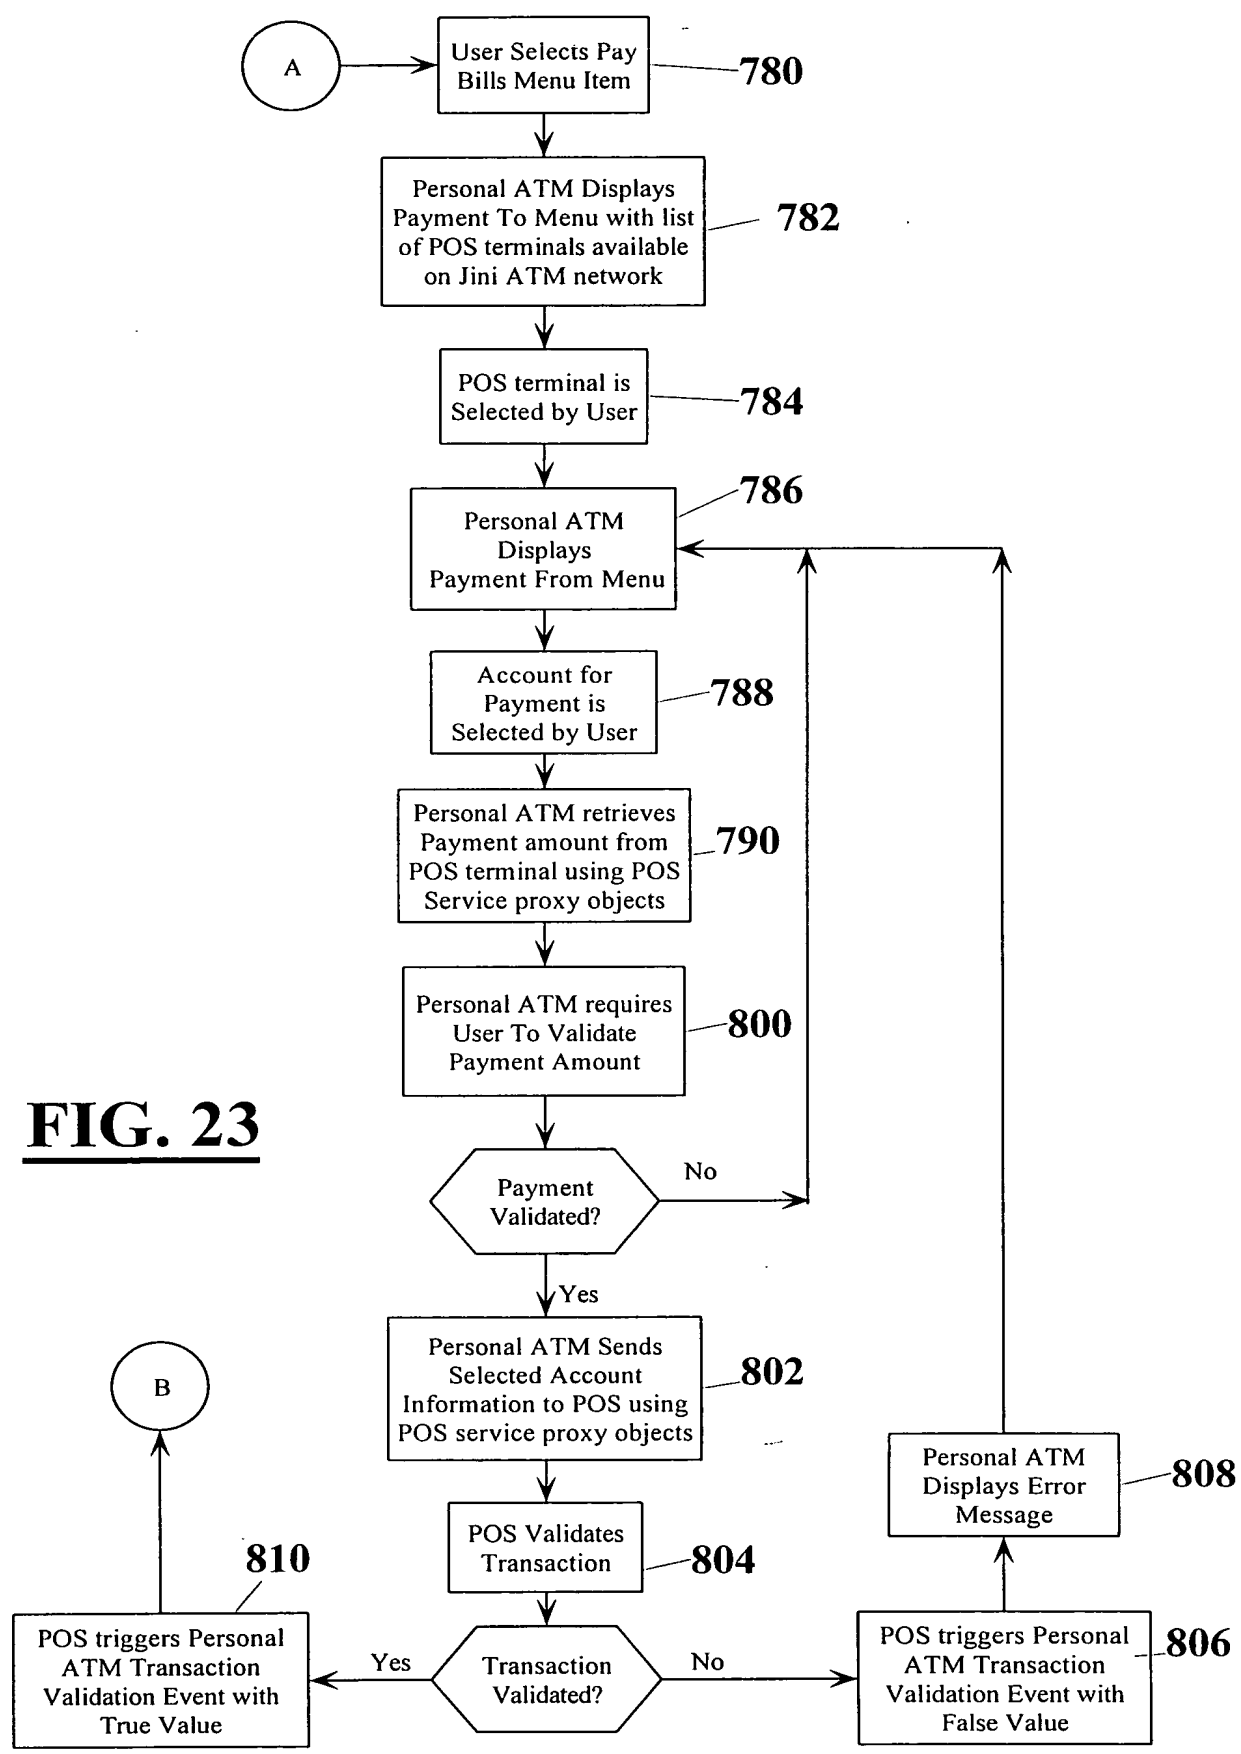 A
User Selects Pay
Bills Menu Item
780
Personal ATM Displays
Payment To Menu with list
of POS terminals available
on Jini ATM network
782
POS terminal is
Selected by User
784
Personal ATM
Displays
Payment From Menu
786
Account for
Payment is
Selected by User
788
Personal ATM retrieves
Payment amount from
POS terminal using POS
Service proxy objects
790
Personal ATM requires
User To Validate
Payment Amount
800
FIG. 23
Payment
Validated?
No
Yes
Personal ATM Sends
Selected Account
Information to POS using
POS service proxy objects
802
B
POS Validates
Transaction
804
Personal ATM
Displays Error
Message
808
810
POS triggers Personal
ATM Transaction
Validation Event with
True Value
Yes
Transaction
Validated?
No
POS triggers Personal
ATM Transaction
Validation Event with
False Value
806